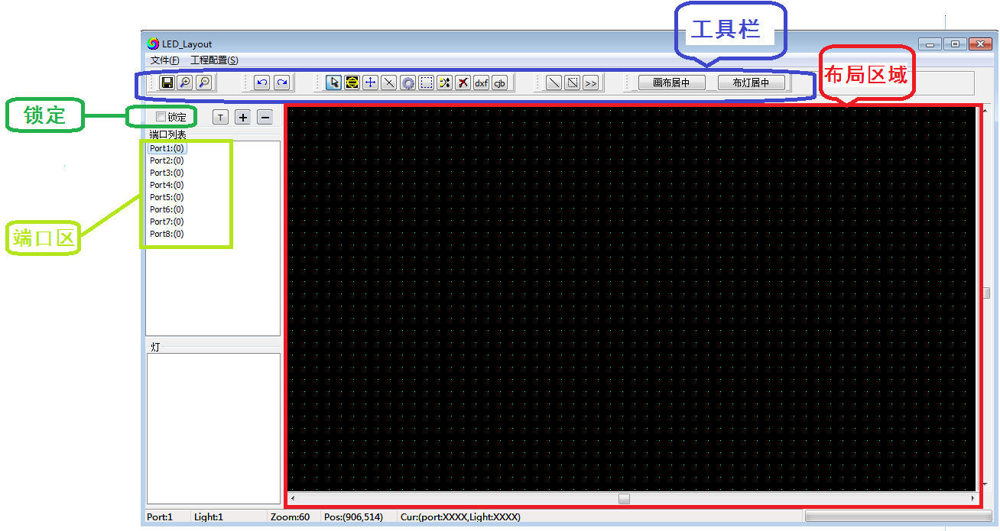 工具栏
LED_Layout
文件(F) 工程配置(S)
布局区域
dxf cjb >> 画布居中 布灯居中
锁定
锁定 T
端口列表
Port1:(0)
Port2:(0)
Port3:(0)
Port4:(0)
Port5:(0)
Port6:(0)
Port7:(0)
Port8:(0)
端口区
灯
Port:1 Light:1 Zoom:60 Pos:(906,514) Cur:(port:XXXX,Light:XXXX)